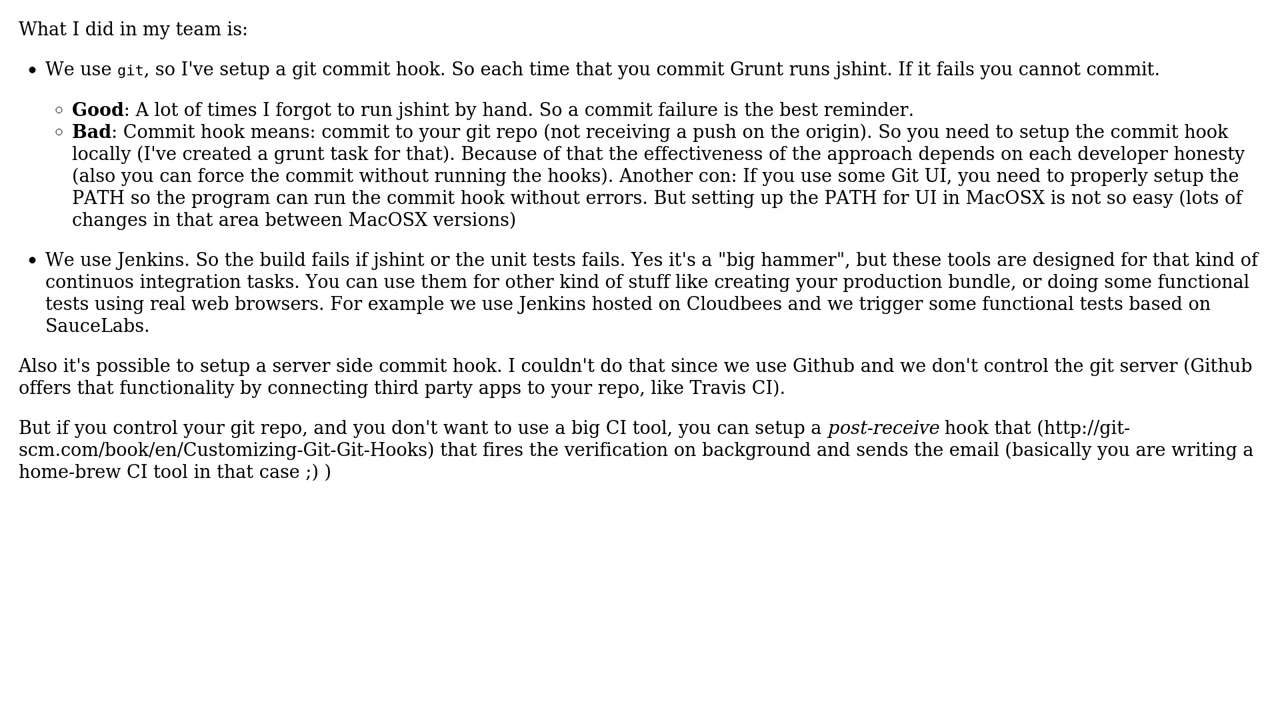 What I did in my team is:
We use git, so I've setup a git commit hook. So each time that you commit Grunt runs jshint. If it fails you cannot commit.
Good: A lot of times I forgot to run jshint by hand. So a commit failure is the best reminder.
Bad: Commit hook means: commit to your git repo (not receiving a push on the origin). So you need to setup the commit hook
locally (I've created a grunt task for that). Because of that the effectiveness of the approach depends on each developer honesty
(also you can force the commit without running the hooks). Another con: If you use some Git UI, you need to properly setup the
PATH so the program can run the commit hook without errors. But setting up the PATH for UI in MacOSX is not so easy (lots of
changes in that area between MacOSX versions)
We use Jenkins. So the build fails if jshint or the unit tests fails. Yes it's a "big hammer", but these tools are designed for that kind of
continuos integration tasks. You can use them for other kind of stuff like creating your production bundle, or doing some functional
tests using real web browsers. For example we use Jenkins hosted on Cloudbees and we trigger some functional tests based on
SauceLabs.
Also it's possible to setup a server side commit hook. I couldn't do that since we use Github and we don't control the git server (Github
offers that functionality by connecting third party apps to your repo, like Travis CI).
But if you control your git repo, and you don't want to use a big CI tool, you can setup a post-receive hook that (http://git-
scm.com/book/en/Customizing-Git-Git-Hooks) that fires the verification on background and sends the email (basically you are writing a
home-brew CI tool in that case ;) )